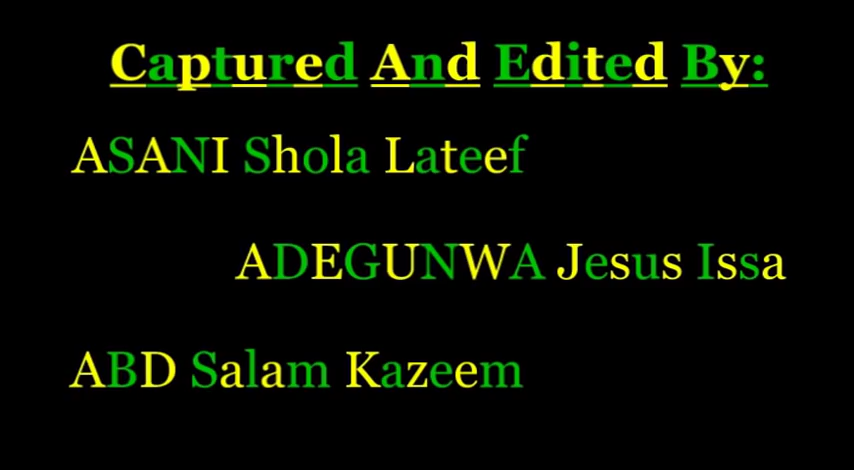 Captured And Edited By:
ASANI Shola Lateef
ADEGUNWA Jesus Issa
ABD Salam Kazeem